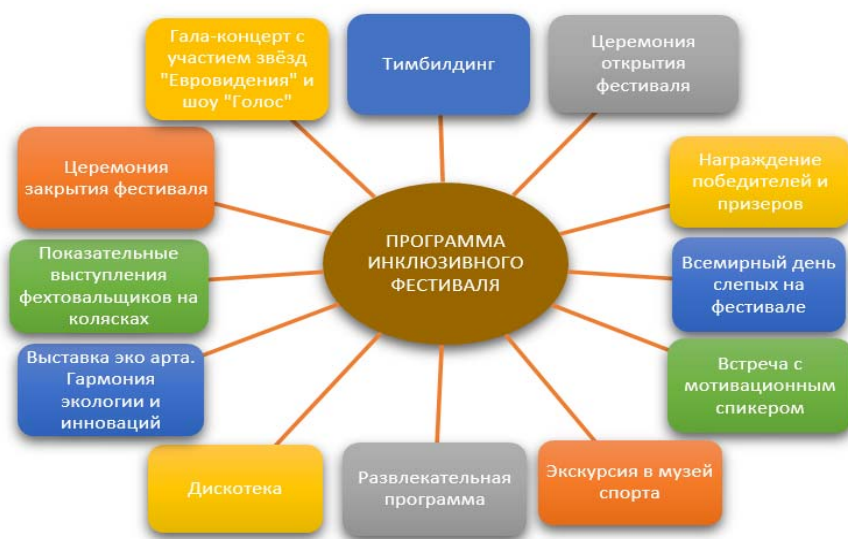 Гала-концерт с
участием звёзд
"Евровидения" и
шоу "Голос"
Тимбилдинг
Церемония
открытия
фестиваля
Церемония
закрытия фестиваля
Награждение
победителей и
призеров
ПРОГРАММА
ИНКЛЮЗИВНОГО
ФЕСТИВАЛЯ
Показательные
выступления
фехтовальщиков на
колясках
Всемирный день
слепых на
фестивале
Выставка эко арта.
Гармония
экологии и
инноваций
Встреча с
мотивационным
спикером
Дискотека
Развлекательная
программа
Экскурсия в музей
спорта